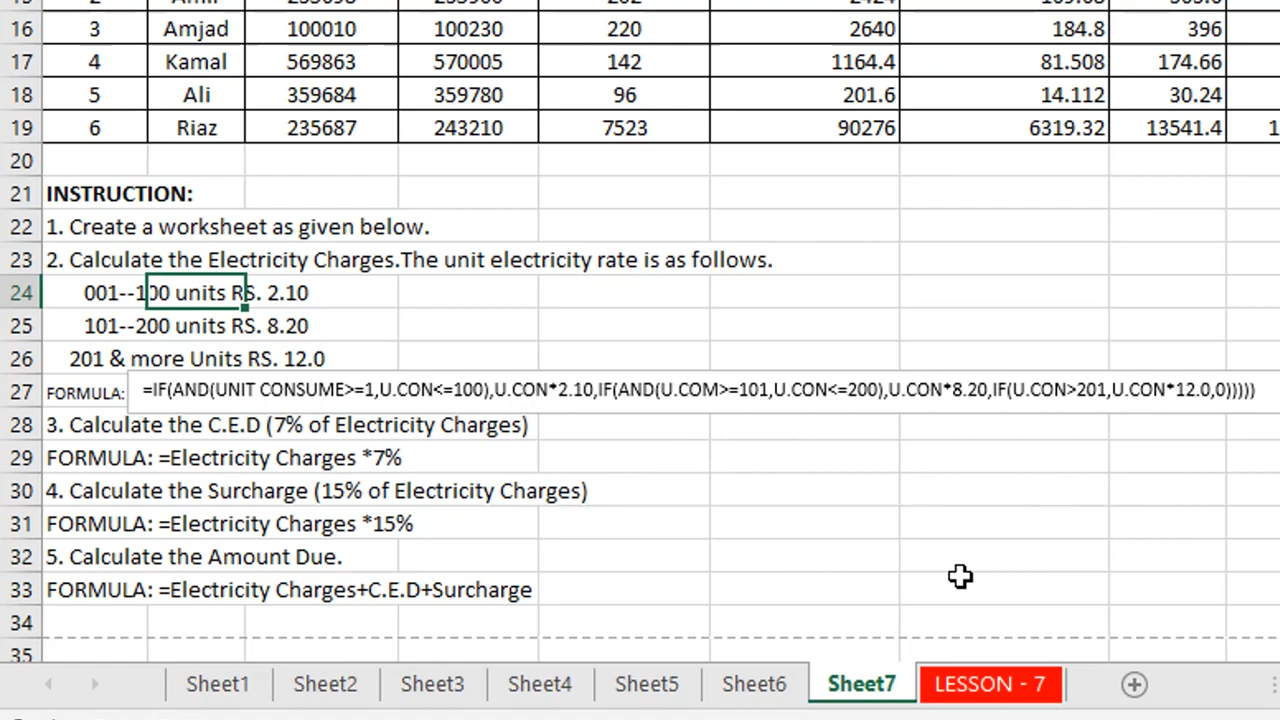 16 3 Amjad 100010 100230 220 2640 184.8 396
17 4 Kamal 569863 570005 142 1164.4 81.508 174.66
18 5 Ali 359684 359780 96 201.6 14.112 30.24
19 6 Riaz 235687 243210 7523 90276 6319.32 13541.4 1
20
21 INSTRUCTION:
22 1. Create a worksheet as given below.
23 2. Calculate the Electricity Charges.The unit electricity rate is as follows.
24 001--100 units RS. 2.10
25 101--200 units RS. 8.20
26 201 & more Units RS. 12.0
27 FORMULA: =IF(AND(UNIT CONSUME>=1,U.CON<=100),U.CON*2.10,IF(AND(U.COM>=101,U.CON<=200),U.CON*8.20,IF(U.CON>201,U.CON*12.0,0)))))
28 3. Calculate the C.E.D (7% of Electricity Charges)
29 FORMULA: =Electricity Charges *7%
30 4. Calculate the Surcharge (15% of Electricity Charges)
31 FORMULA: =Electricity Charges *15%
32 5. Calculate the Amount Due.
33 FORMULA: =Electricity Charges+C.E.D+Surcharge
34
35
Sheet1 Sheet2 Sheet3 Sheet4 Sheet5 Sheet6 Sheet7 LESSON - 7